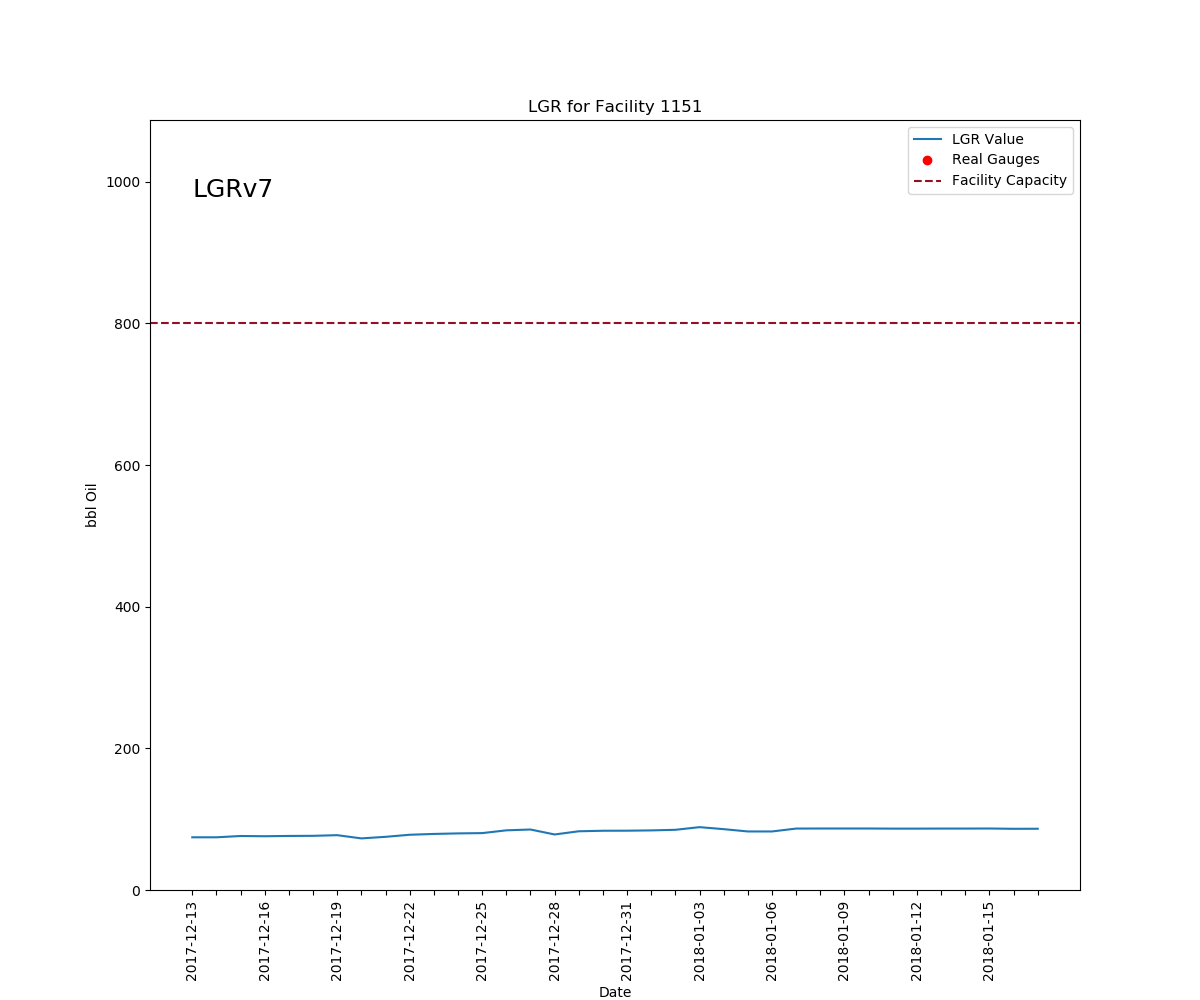 LGR for Facility 1151
LGR Value
Real Gauges
Facility Capacity
LGRv7
1000
800
600
400
200
0
bbl Oil
2017-12-13
2017-12-16
2017-12-19
2017-12-22
2017-12-25
2017-12-28
2017-12-31
2018-01-03
2018-01-06
2018-01-09
2018-01-12
2018-01-15
Date